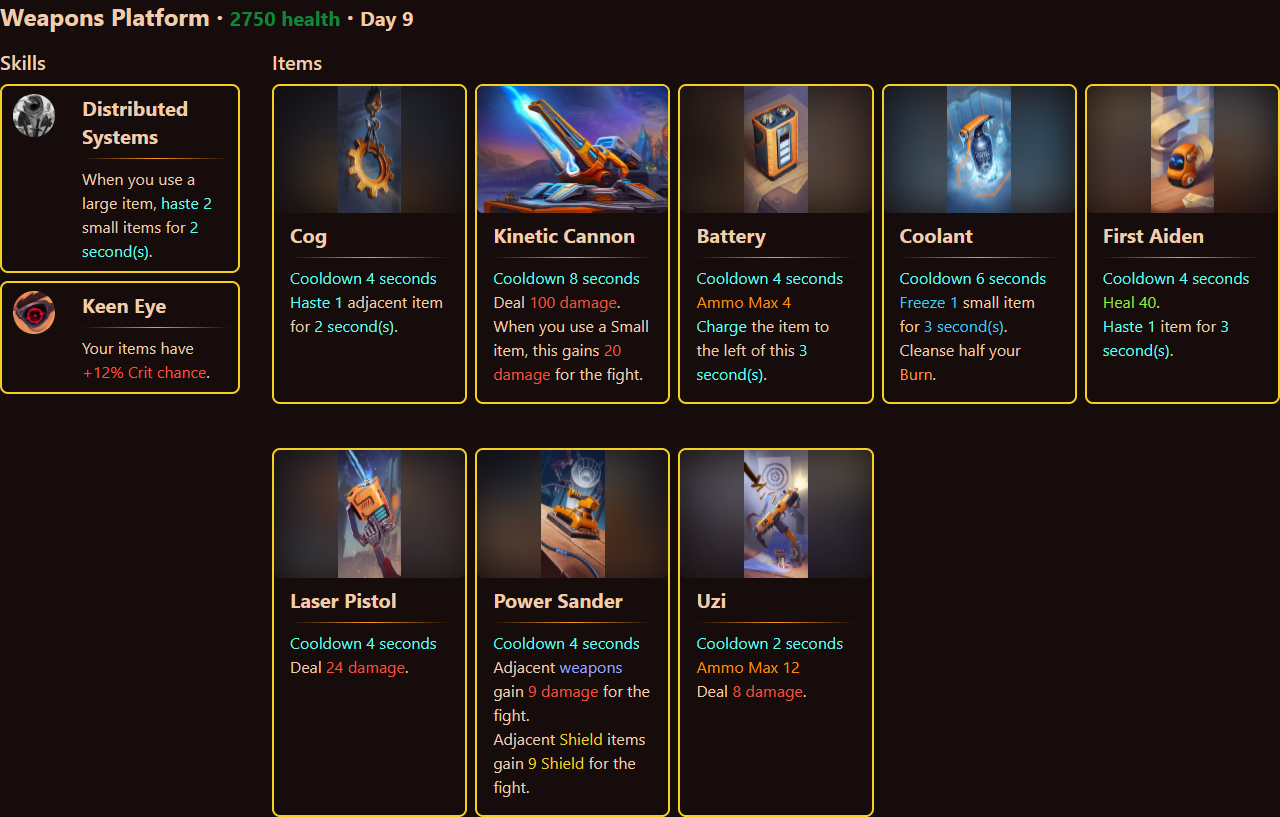 Weapons Platform · 2750 health · Day 9
Skills
Distributed
Systems
When you use a
large item, haste 2
small items for 2
second(s).
Keen Eye
Your items have
+12% Crit chance.
Items
Cog
Cooldown 4 seconds
Haste 1 adjacent item
for 2 second(s).
Kinetic Cannon
Cooldown 8 seconds
Deal 100 damage.
When you use a Small
item, this gains 20
damage for the fight.
Battery
Cooldown 4 seconds
Ammo Max 4
Charge the item to
the left of this 3
second(s).
Coolant
Cooldown 6 seconds
Freeze 1 small item
for 3 second(s).
Cleanse half your
Burn.
First Aiden
Cooldown 4 seconds
Heal 40.
Haste 1 item for 3
second(s).
Laser Pistol
Cooldown 4 seconds
Deal 24 damage.
Power Sander
Cooldown 4 seconds
Adjacent weapons
gain 9 damage for the
fight.
Adjacent Shield items
gain 9 Shield for the
fight.
Uzi
Cooldown 2 seconds
Ammo Max 12
Deal 8 damage.